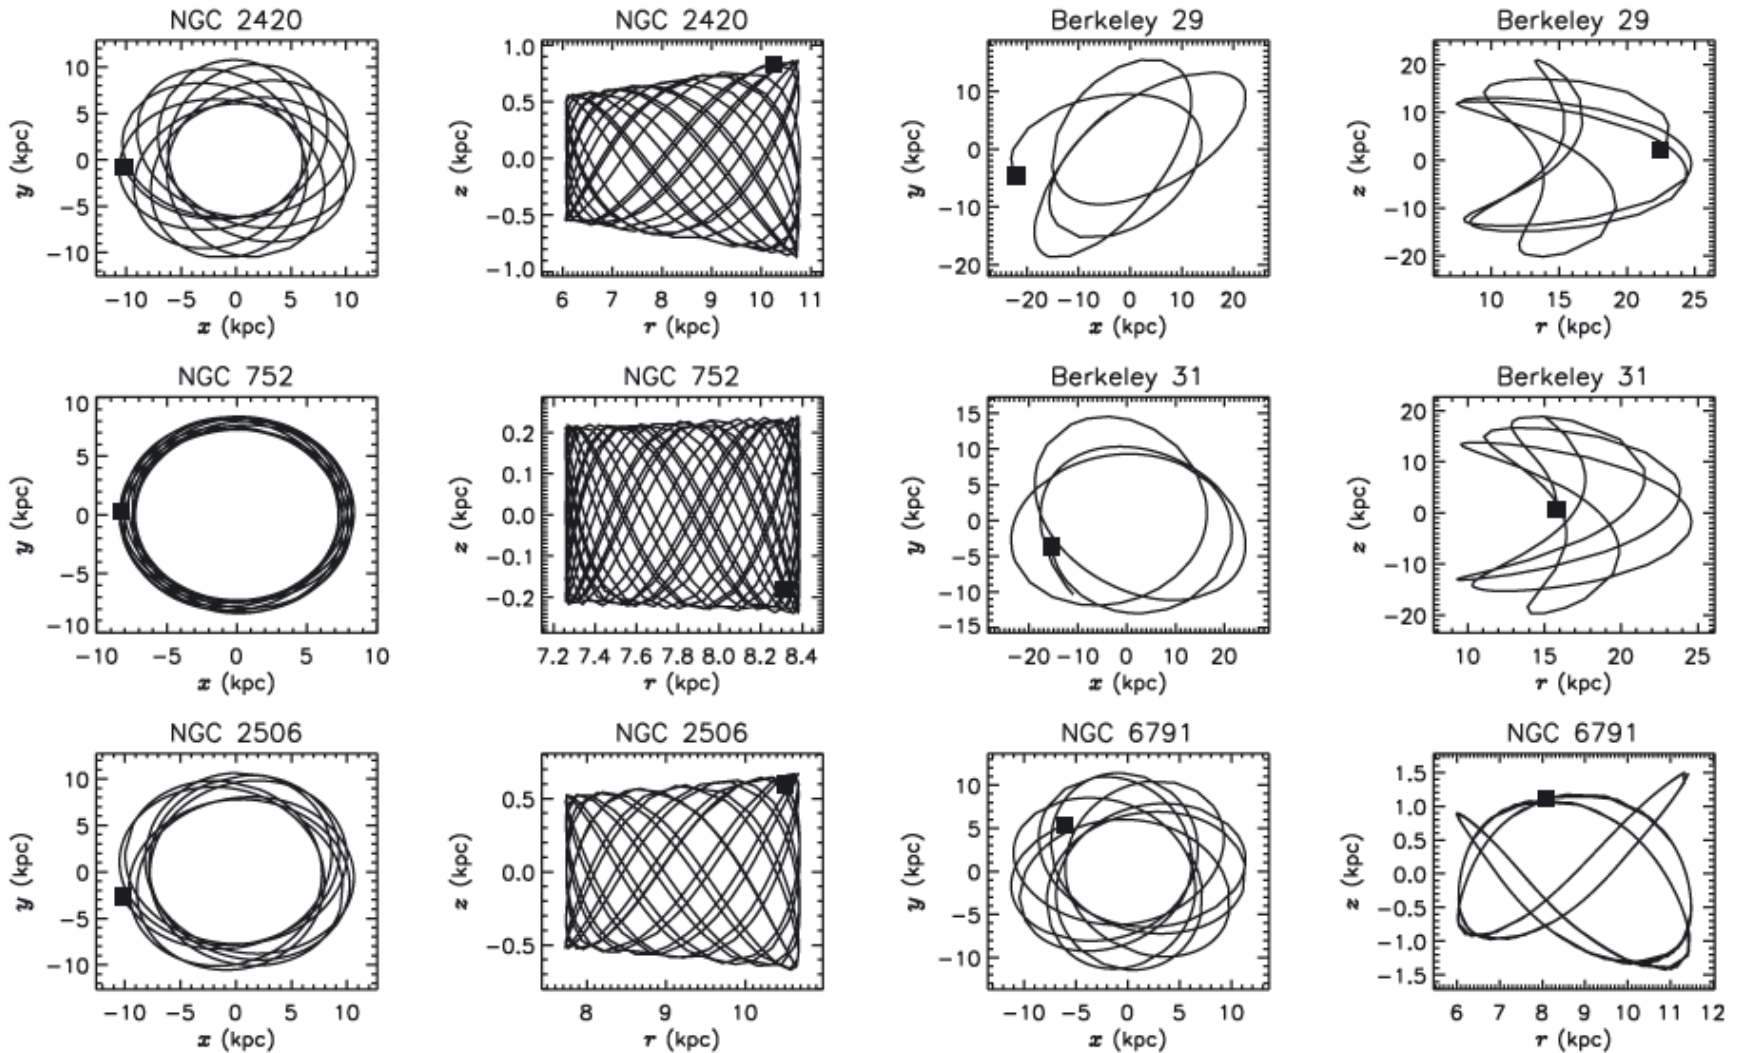 NGC 2420 NGC 2420 Berkeley 29 Berkeley 29
10 1.0 10 20
5 0.5 0 10
0 0.0 −10 0
−5 −0.5 −20 −10
−10 −1.0 −20
y (kpc) z (kpc) y (kpc) z (kpc)
−10 −5 0 5 10 6 7 8 9 10 11 −20 −10 0 10 20 10 15 20 25
x (kpc) r (kpc) x (kpc) r (kpc)
NGC 752 NGC 752 Berkeley 31 Berkeley 31
10 0.2 15 20
5 0.1 10 10
0 0.0 5 0
−5 −0.1 0 −10
−10 −0.2 −5 −20
−10
−15
y (kpc) z (kpc) y (kpc) z (kpc)
−10 −5 0 5 10 7.2 7.4 7.6 7.8 8.0 8.2 8.4 −20 −10 0 10 20 10 15 20 25
x (kpc) r (kpc) x (kpc) r (kpc)
NGC 2506 NGC 2506 NGC 6791 NGC 6791
10 0.5 10 1.5
5 0.0 5 1.0
0 −0.5 0 0.5
−5 −5 0.0
−10 −10 −0.5
−1.0
−1.5
y (kpc) z (kpc) y (kpc) z (kpc)
−10 −5 0 5 10 8 9 10 −10 −5 0 5 10 6 7 8 9 10 11 12
x (kpc) r (kpc) x (kpc) r (kpc)